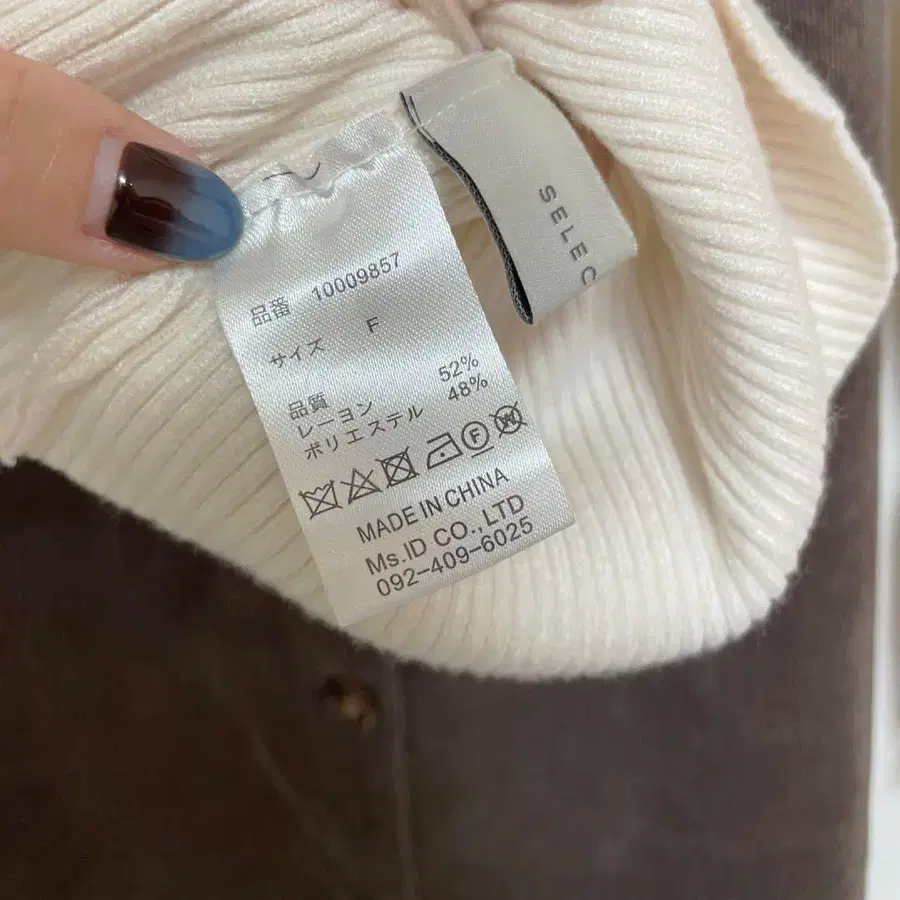 品番 10009857
サイズ F
品質
レーヨン 52%
ポリエステル 48%
F
W
MADE IN CHINA
Ms.ID CO.,LTD
092-409-6025
SELEC